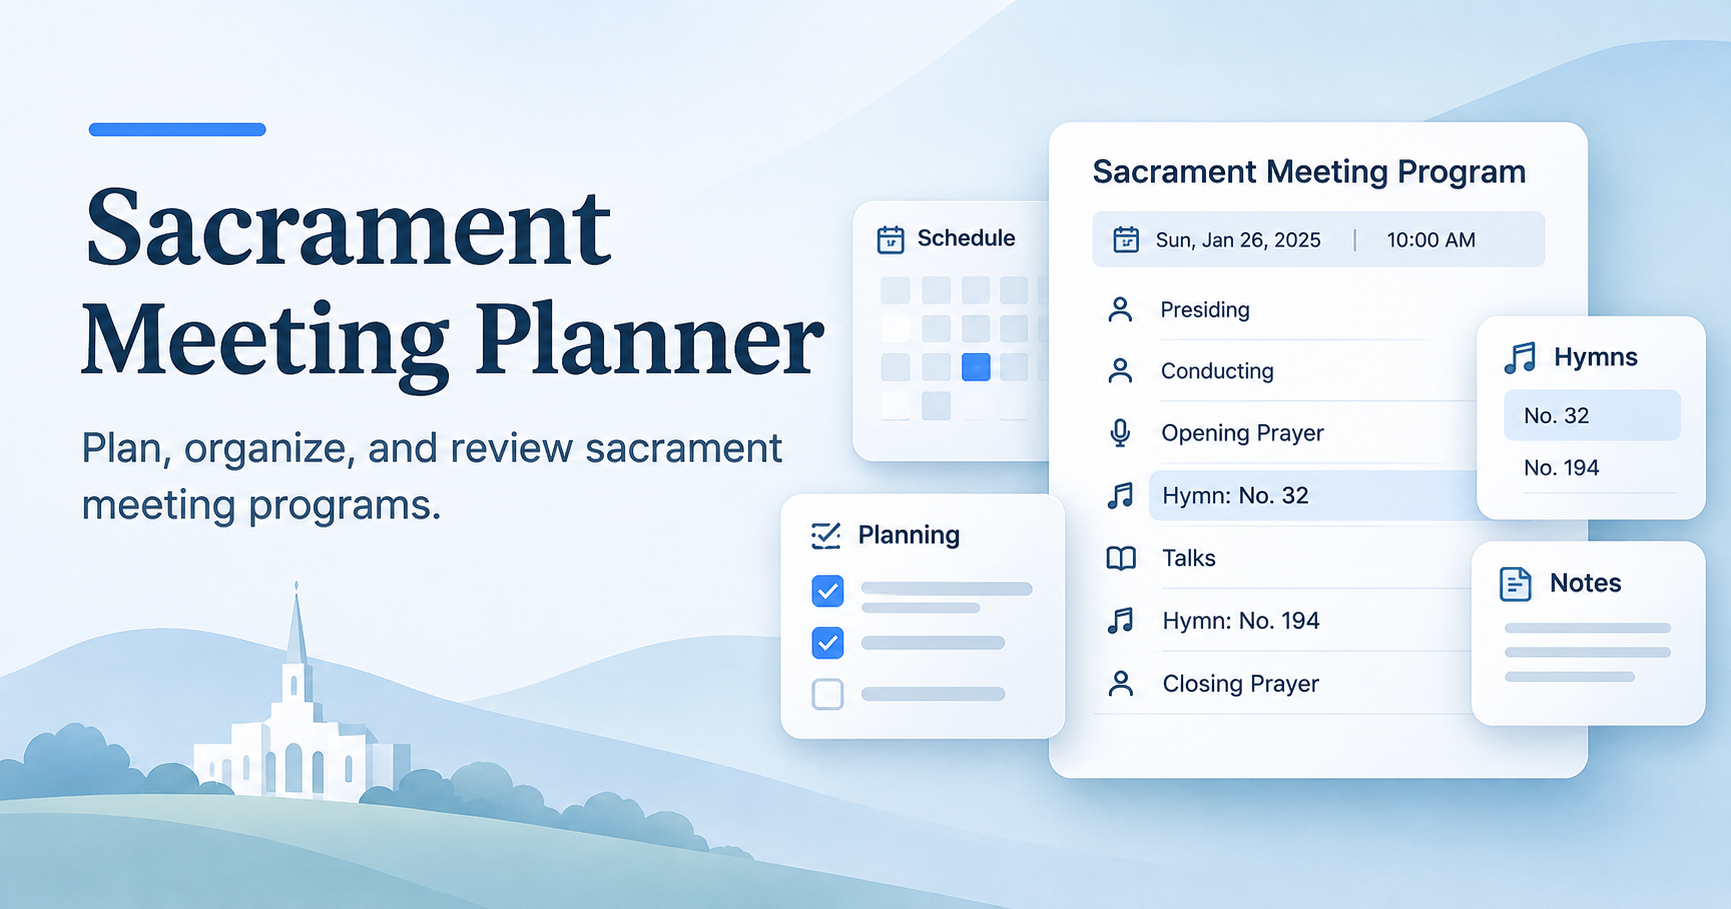 Sacrament
Meeting Planner
Plan, organize, and review sacrament
meeting programs.
Schedule
Planning
Sacrament Meeting Program
Sun, Jan 26, 2025 | 10:00 AM
Presiding
Conducting
Opening Prayer
Hymn: No. 32
Talks
Hymn: No. 194
Closing Prayer
Hymns
No. 32
No. 194
Notes